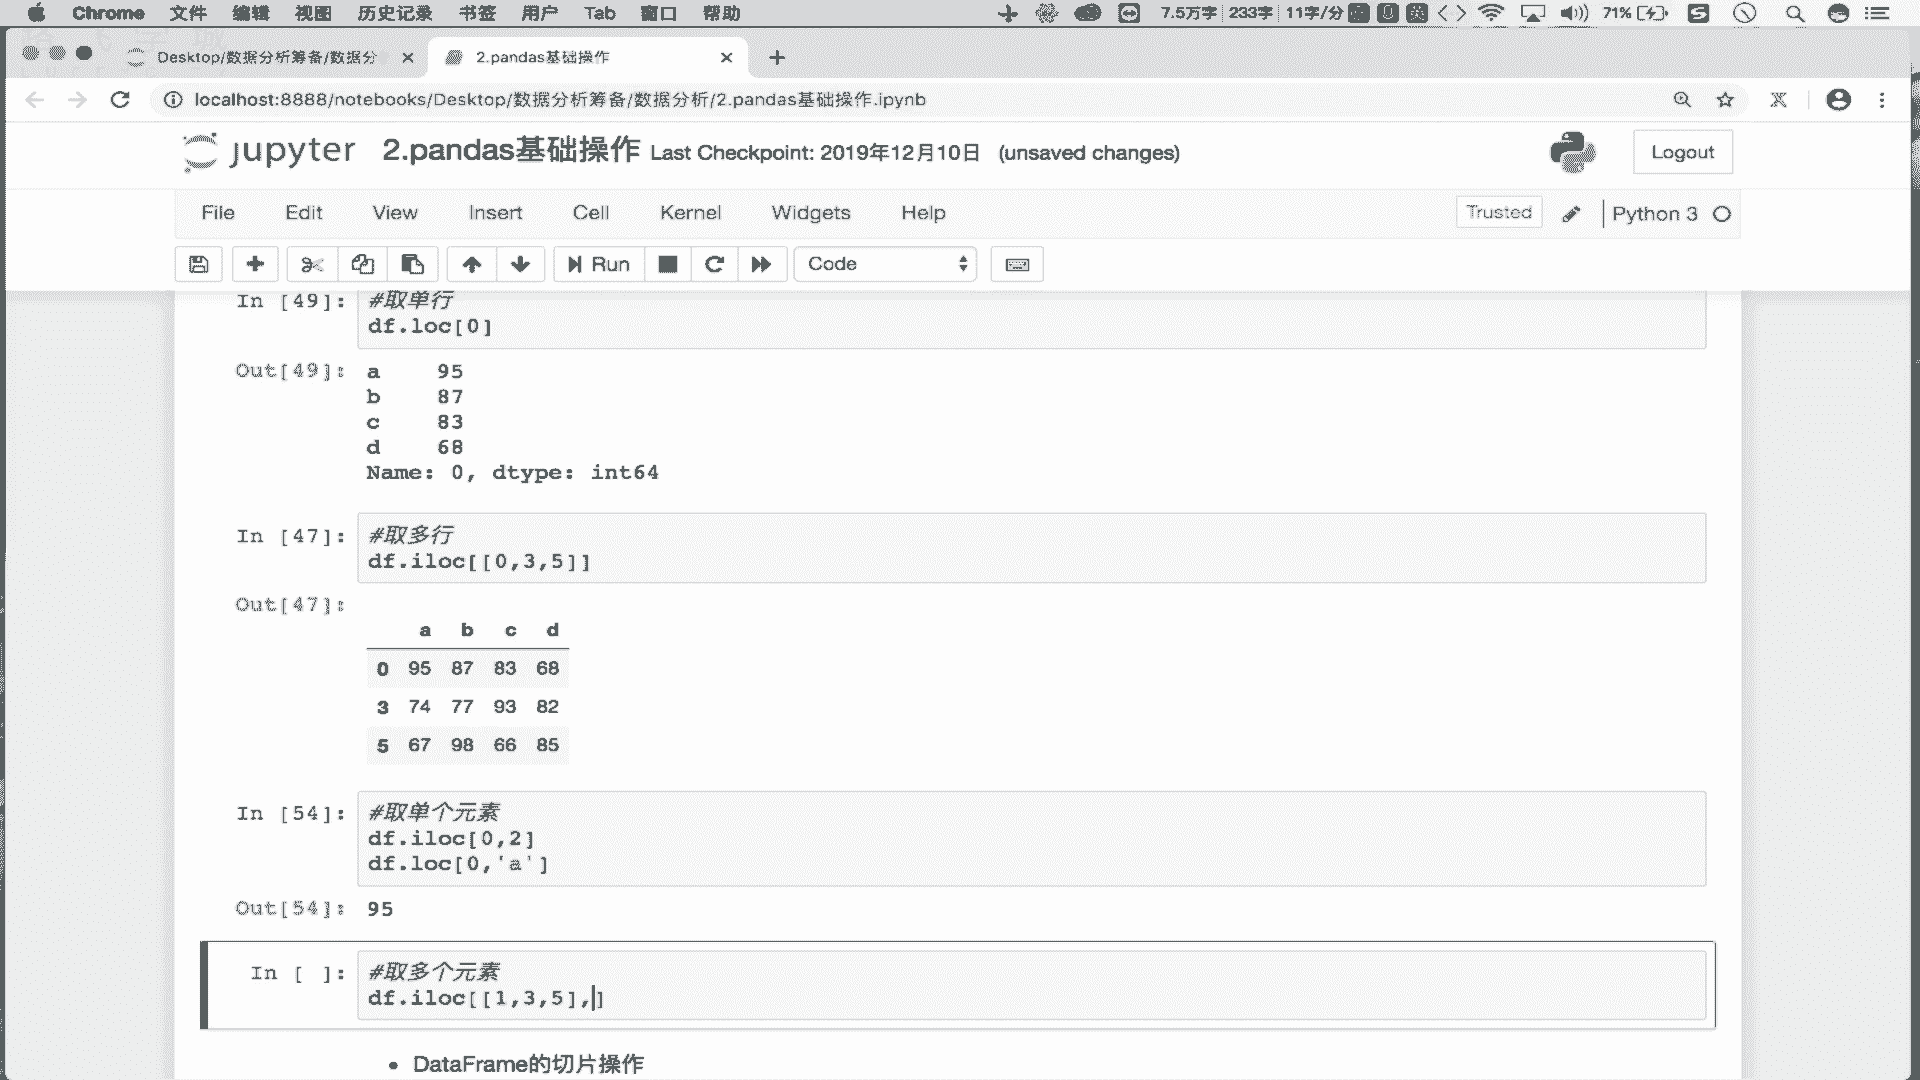 Chrome 文件 编辑 视图 历史记录 书签 用户 Tab 窗口 帮助 7.5万字 233字 11字/分 英 71%
Desktop/数据分析筹备/数据分 2.pandas基础操作
localhost:8888/notebooks/Desktop/数据分析筹备/数据分析/2.pandas基础操作.ipynb
jupyter 2.pandas基础操作 Last Checkpoint: 2019年12月10日 (unsaved changes) Logout
File Edit View Insert Cell Kernel Widgets Help Trusted Python 3
Run Code
In [49]: #取单行
df.loc[0]
Out[49]: a 95
b 87
c 83
d 68
Name: 0, dtype: int64
In [47]: #取多行
df.iloc[[0,3,5]]
Out[47]:
a b c d
0 95 87 83 68
3 74 77 93 82
5 67 98 66 85
In [54]: #取单个元素
df.iloc[0,2]
df.loc[0,'a']
Out[54]: 95
In [ ]: #取多个元素
df.iloc[[1,3,5],]
• DataFrame的切片操作